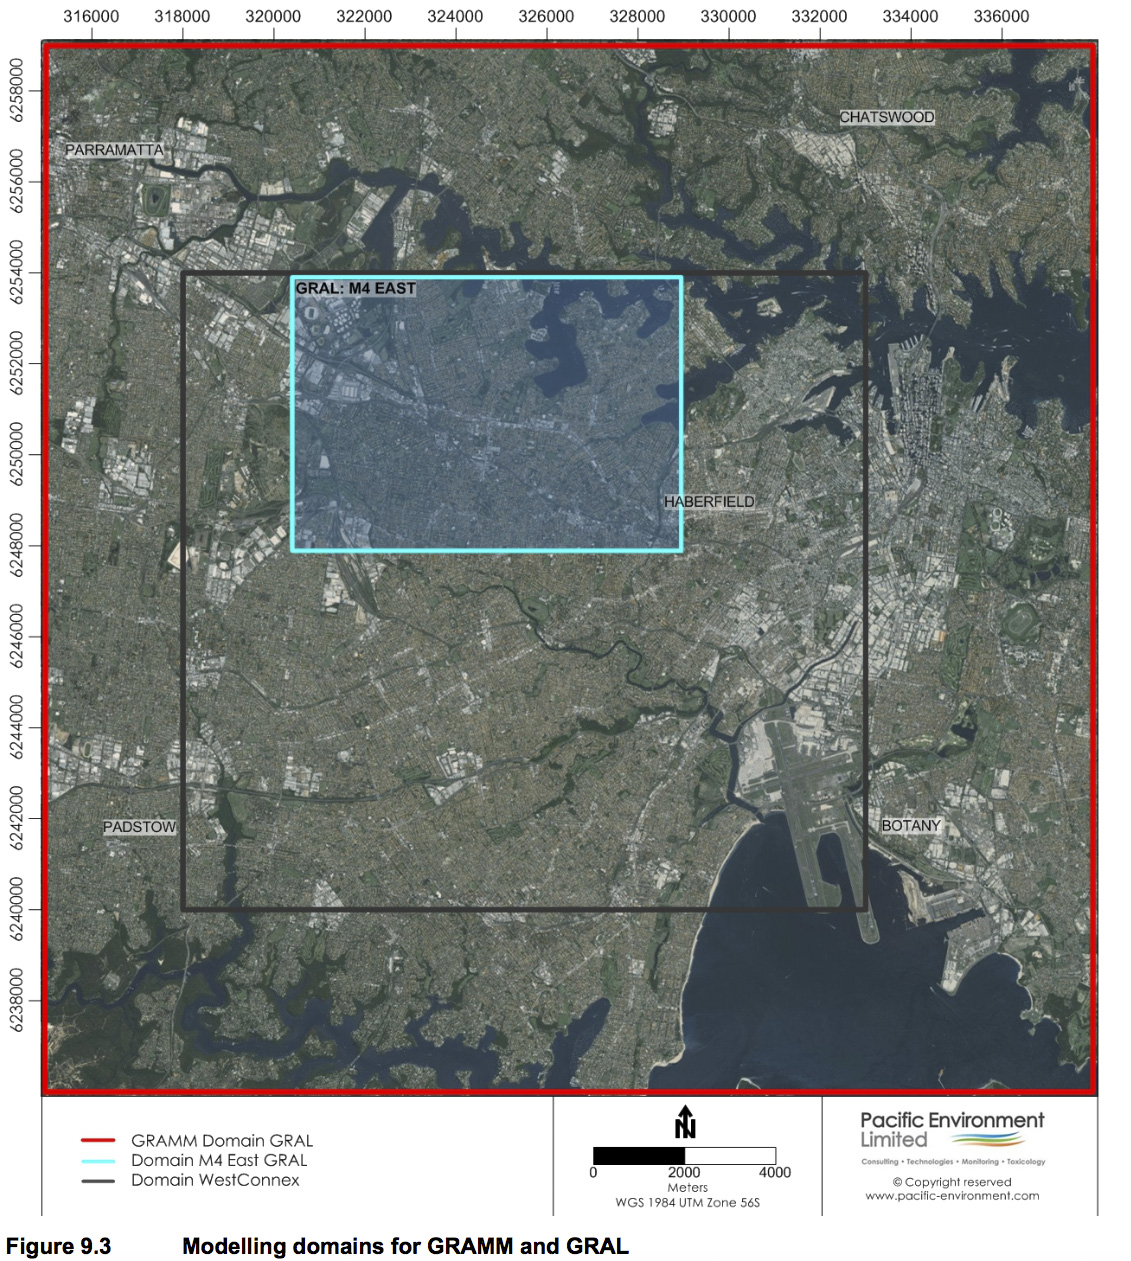 316000 318000 320000 322000 324000 326000 328000 330000 332000 334000 336000
6258000
6256000
6254000
6252000
6250000
6248000
6246000
6244000
6242000
6240000
6238000
CHATSWOOD
PARRAMATTA
GRAL: M4 EAST
HABERFIELD
PADSTOW
BOTANY
GRAMM Domain GRAL
Domain M4 East GRAL
Domain WestConnex
N
0 2000 4000
Meters
WGS 1984 UTM Zone 56S
Pacific Environment
Limited
Consulting • Technologies • Monitoring • Toxicology
© Copyright reserved
www.pacific-environment.com
Figure 9.3 Modelling domains for GRAMM and GRAL